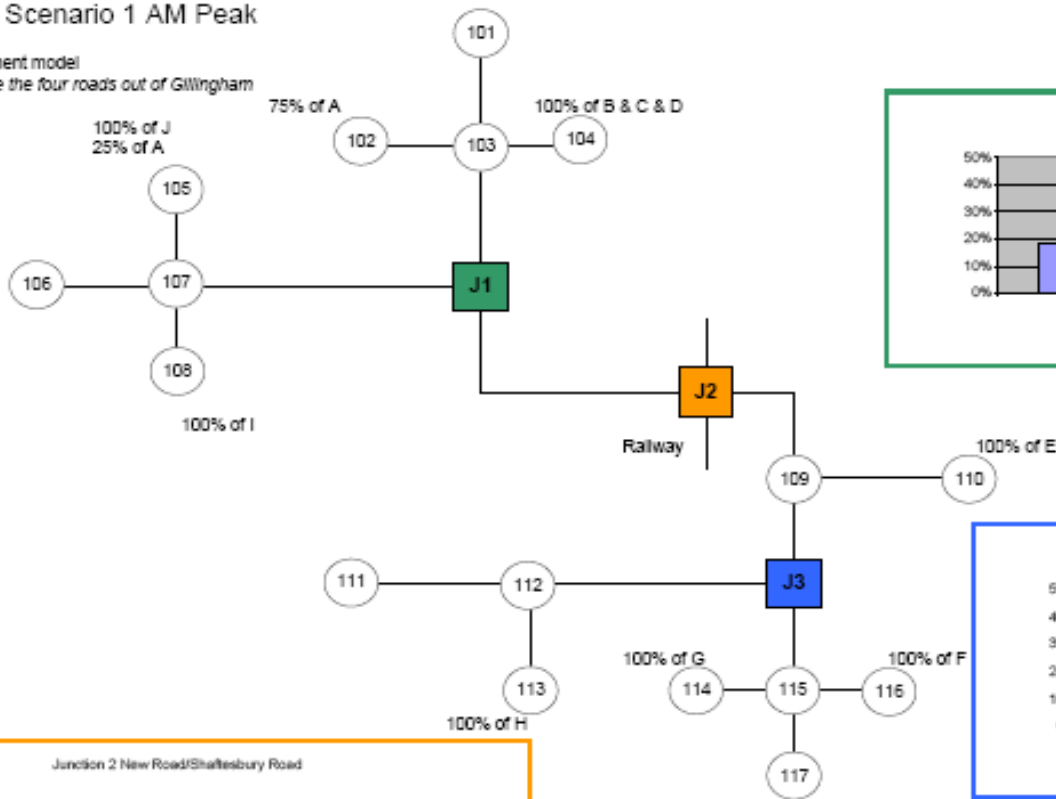 Scenario 1 AM Peak
ent model
the four roads out of Gillingham
101
75% of A
100% of B & C & D
100% of J
25% of A
102
103
104
105
50%
40%
30%
20%
10%
0%
106
107
J1
108
100% of I
J2
Railway
100% of E
109
110
111
112
J3
113
100% of H
100% of G
100% of F
114
115
116
117
Junction 2 New Road/Shaftesbury Road